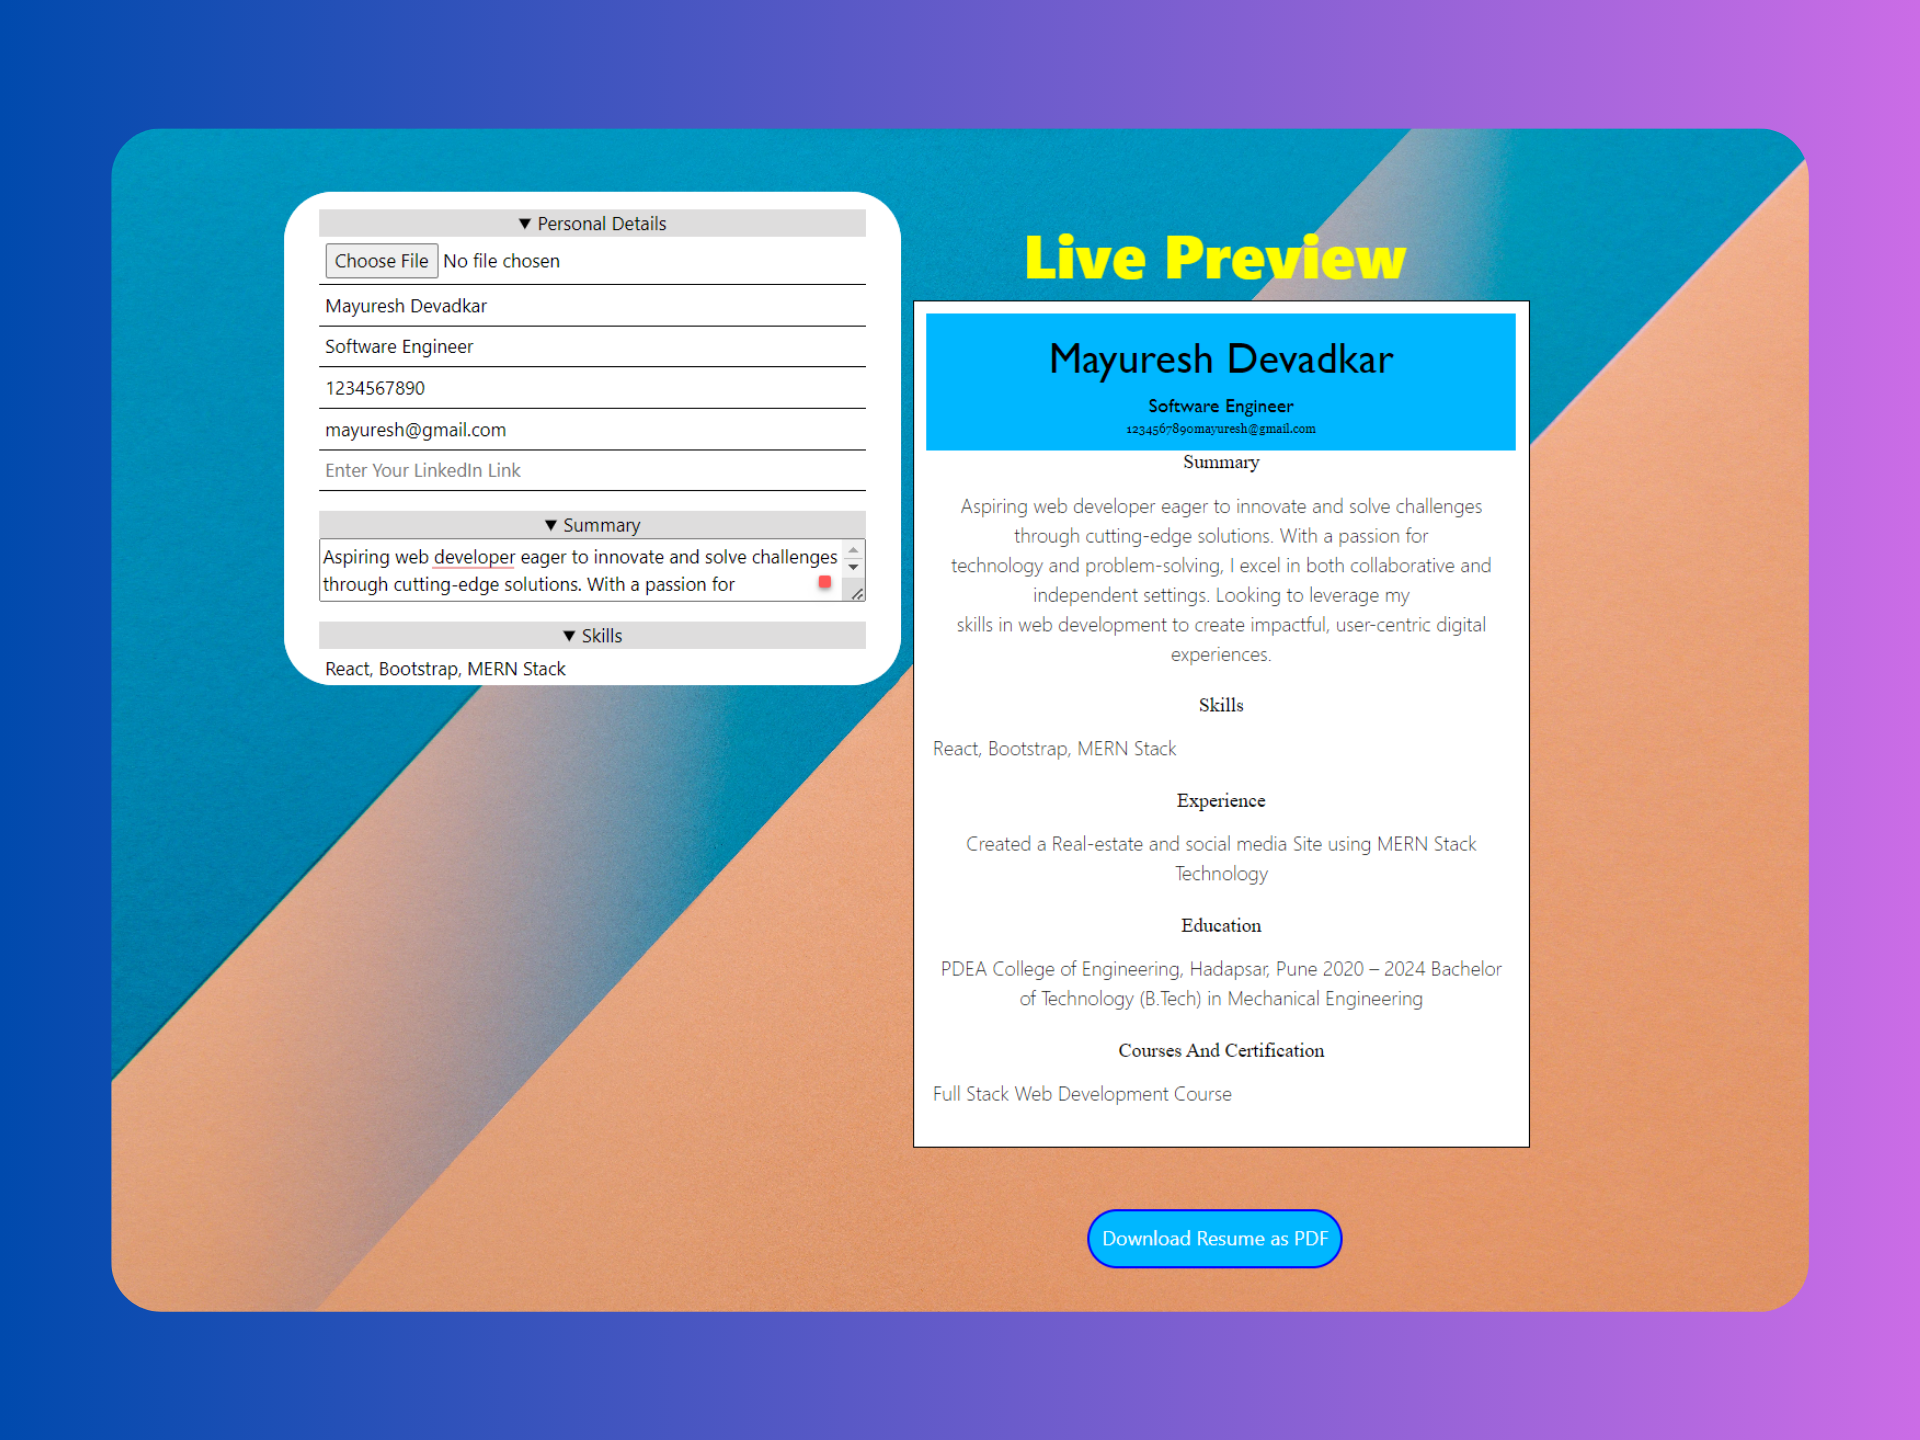 ▼ Personal Details
Choose File No file chosen
Mayuresh Devadkar
Software Engineer
1234567890
mayuresh@gmail.com
Enter Your LinkedIn Link
▼ Summary
Aspiring web developer eager to innovate and solve challenges
through cutting-edge solutions. With a passion for
▼ Skills
React, Bootstrap, MERN Stack
Live Preview
Mayuresh Devadkar
Software Engineer
1234567890mayuresh@gmail.com
Summary
Aspiring web developer eager to innovate and solve challenges
through cutting-edge solutions. With a passion for
technology and problem-solving, I excel in both collaborative and
independent settings. Looking to leverage my
skills in web development to create impactful, user-centric digital
experiences.
Skills
React, Bootstrap, MERN Stack
Experience
Created a Real-estate and social media Site using MERN Stack
Technology
Education
PDEA College of Engineering, Hadapsar, Pune 2020 – 2024 Bachelor
of Technology (B.Tech) in Mechanical Engineering
Courses And Certification
Full Stack Web Development Course
Download Resume as PDF